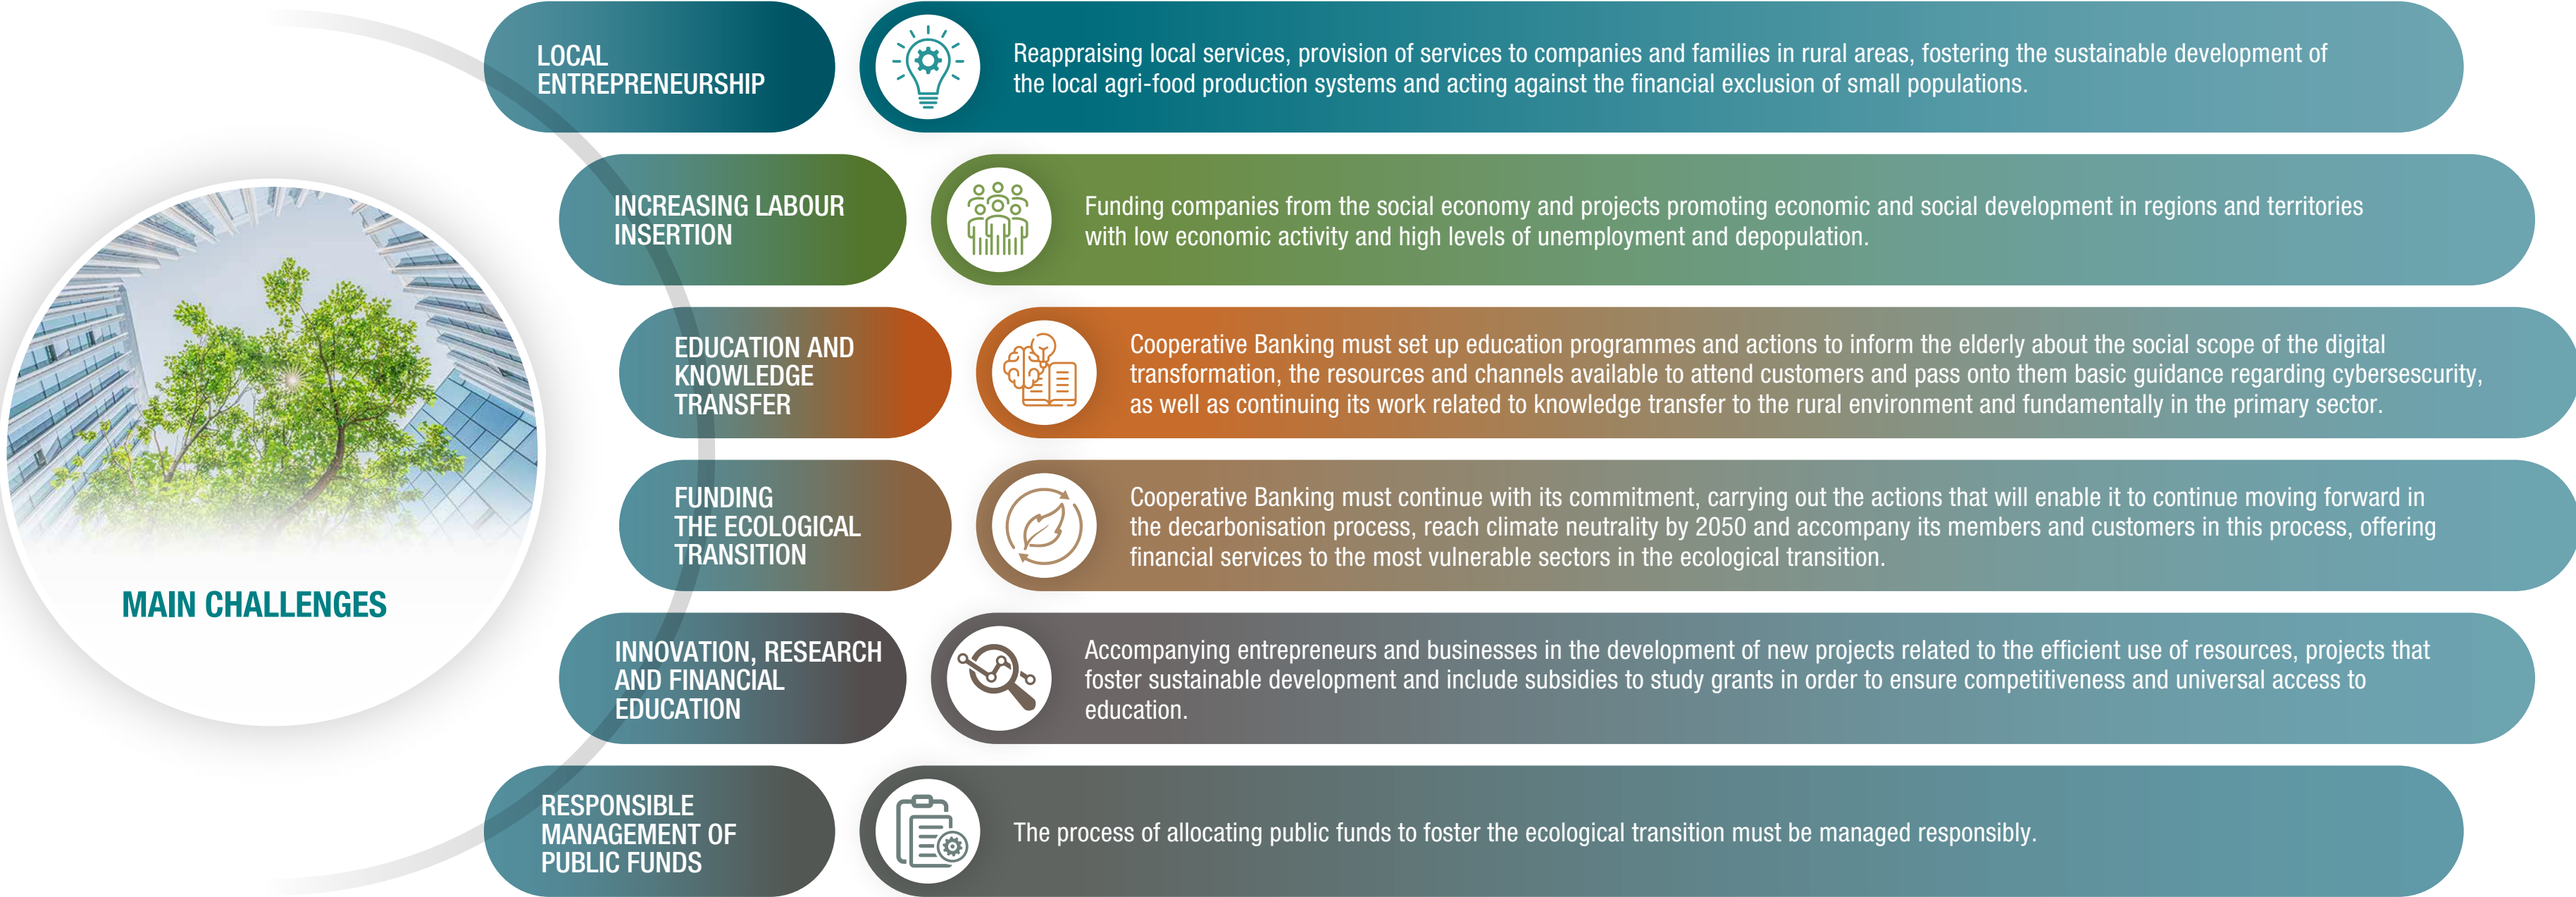 LOCAL
ENTREPRENEURSHIP
Reappraising local services, provision of services to companies and families in rural areas, fostering the sustainable development of
the local agri-food production systems and acting against the financial exclusion of small populations.
INCREASING LABOUR
INSERTION
Funding companies from the social economy and projects promoting economic and social development in regions and territories
with low economic activity and high levels of unemployment and depopulation.
EDUCATION AND
KNOWLEDGE
TRANSFER
Cooperative Banking must set up education programmes and actions to inform the elderly about the social scope of the digital
transformation, the resources and channels available to attend customers and pass onto them basic guidance regarding cybersescurity,
as well as continuing its work related to knowledge transfer to the rural environment and fundamentally in the primary sector.
FUNDING
THE ECOLOGICAL
TRANSITION
Cooperative Banking must continue with its commitment, carrying out the actions that will enable it to continue moving forward in
the decarbonisation process, reach climate neutrality by 2050 and accompany its members and customers in this process, offering
financial services to the most vulnerable sectors in the ecological transition.
MAIN CHALLENGES
INNOVATION, RESEARCH
AND FINANCIAL
EDUCATION
Accompanying entrepreneurs and businesses in the development of new projects related to the efficient use of resources, projects that
foster sustainable development and include subsidies to study grants in order to ensure competitiveness and universal access to
education.
RESPONSIBLE
MANAGEMENT OF
PUBLIC FUNDS
The process of allocating public funds to foster the ecological transition must be managed responsibly.